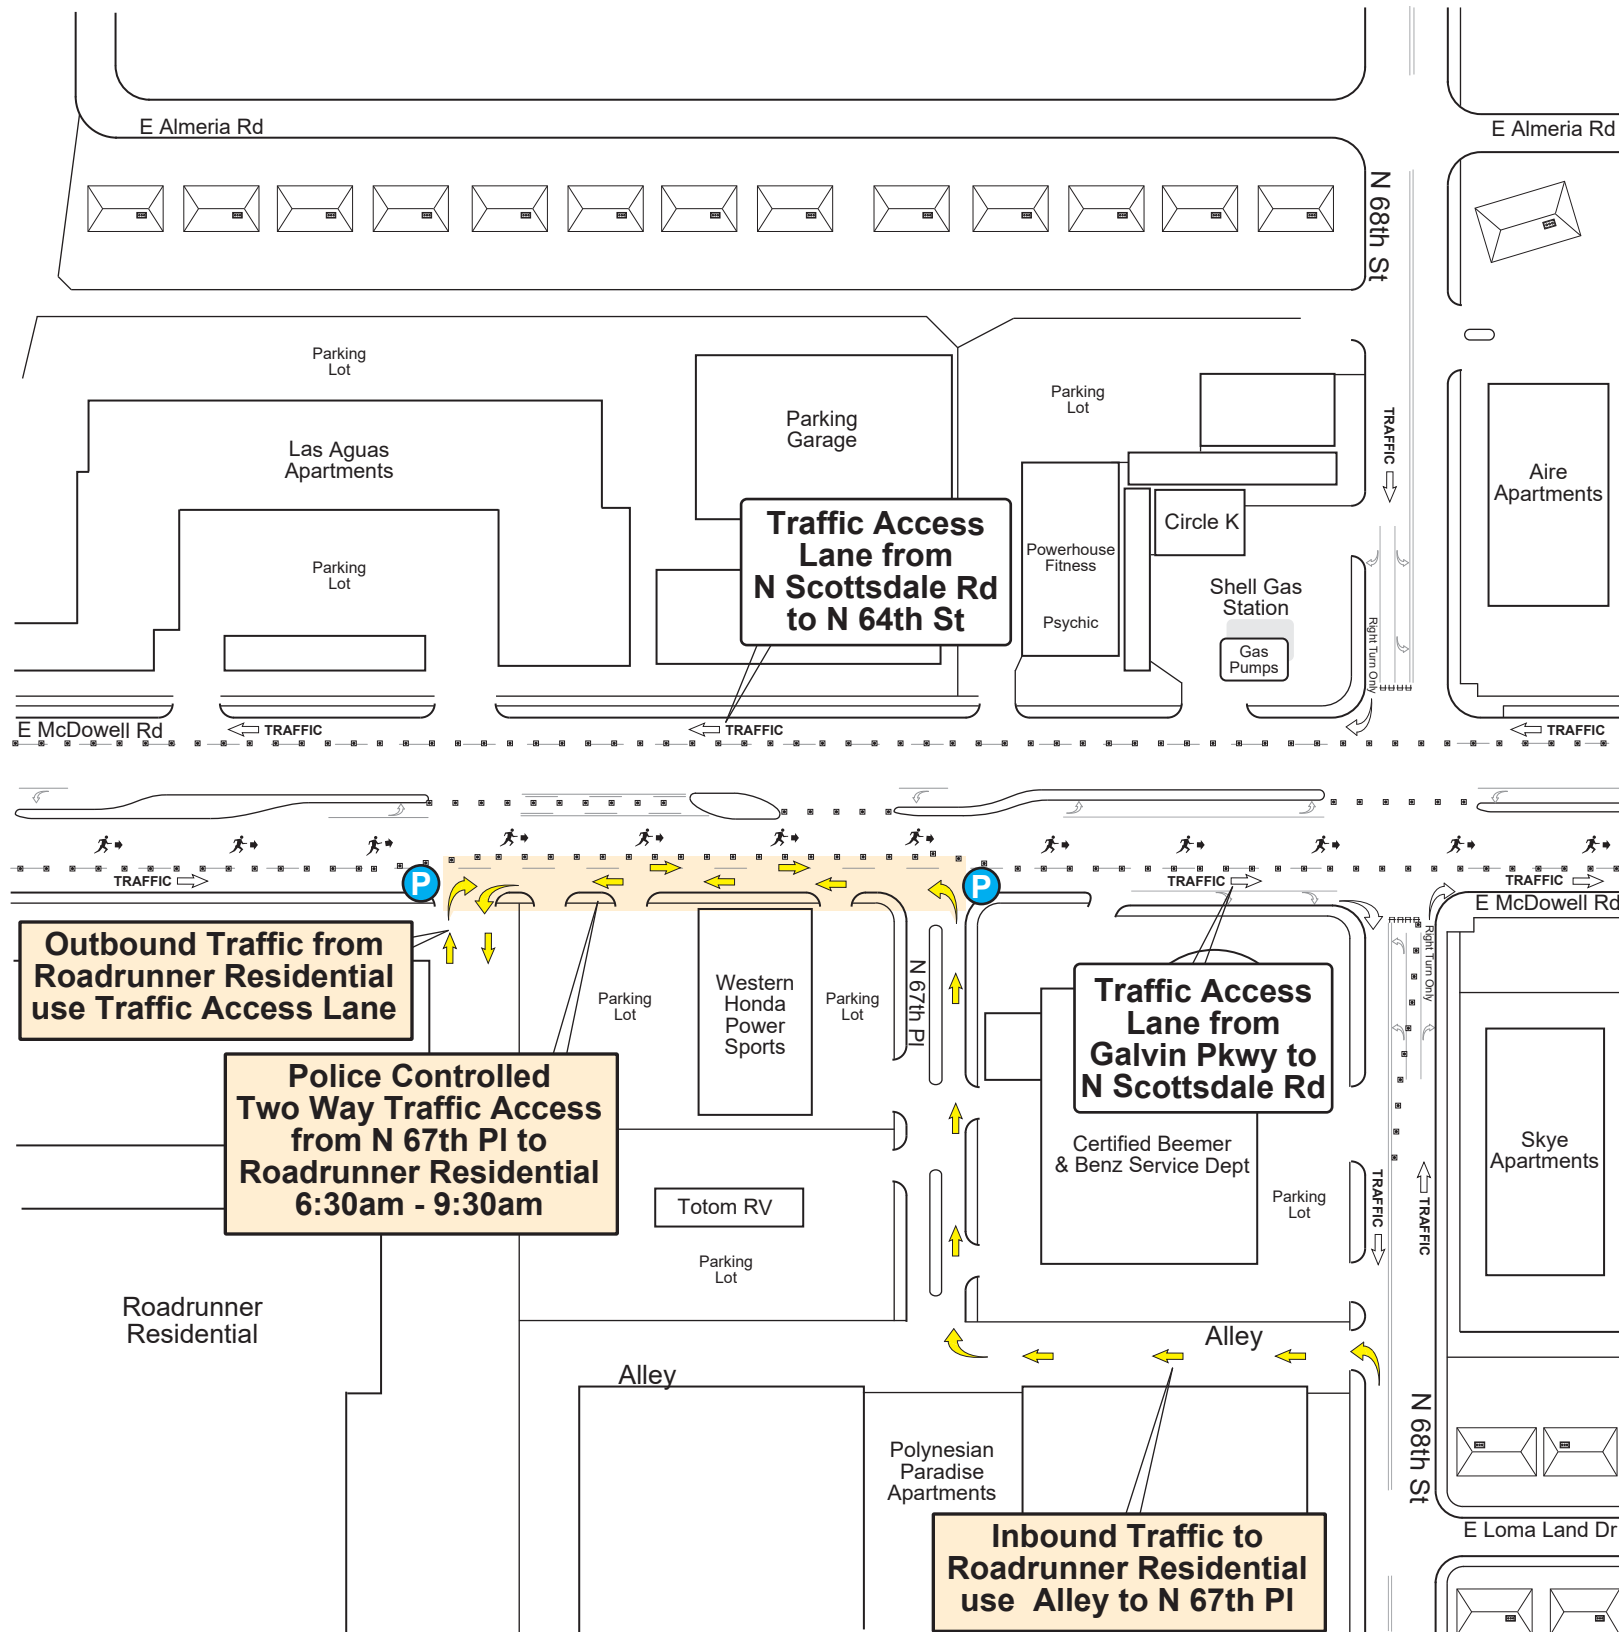 E Almeria Rd
E Almeria Rd
N 68th St
Parking
Lot
Las Aguas
Apartments
Parking
Lot
Parking
Garage
Parking
Lot
TRAFFIC
Aire
Apartments
Circle K
Powerhouse
Fitness
Psychic
Shell Gas
Station
Gas
Pumps
Right Turn Only
Traffic Access
Lane from
N Scottsdale Rd
to N 64th St
E McDowell Rd
TRAFFIC
TRAFFIC
TRAFFIC
TRAFFIC
P
P
TRAFFIC
TRAFFIC
E McDowell Rd
Right Turn Only
Outbound Traffic from
Roadrunner Residential
use Traffic Access Lane
Parking
Lot
Western
Honda
Power
Sports
Parking
Lot
N 67th Pl
Traffic Access
Lane from
Galvin Pkwy to
N Scottsdale Rd
Police Controlled
Two Way Traffic Access
from N 67th Pl to
Roadrunner Residential
6:30am - 9:30am
Certified Beemer
& Benz Service Dept
Skye
Apartments
Totom RV
Parking
Lot
Parking
Lot
TRAFFIC
TRAFFIC
Roadrunner
Residential
Alley
Alley
N 68th St
Polynesian
Paradise
Apartments
Inbound Traffic to
Roadrunner Residential
use Alley to N 67th Pl
E Loma Land Dr